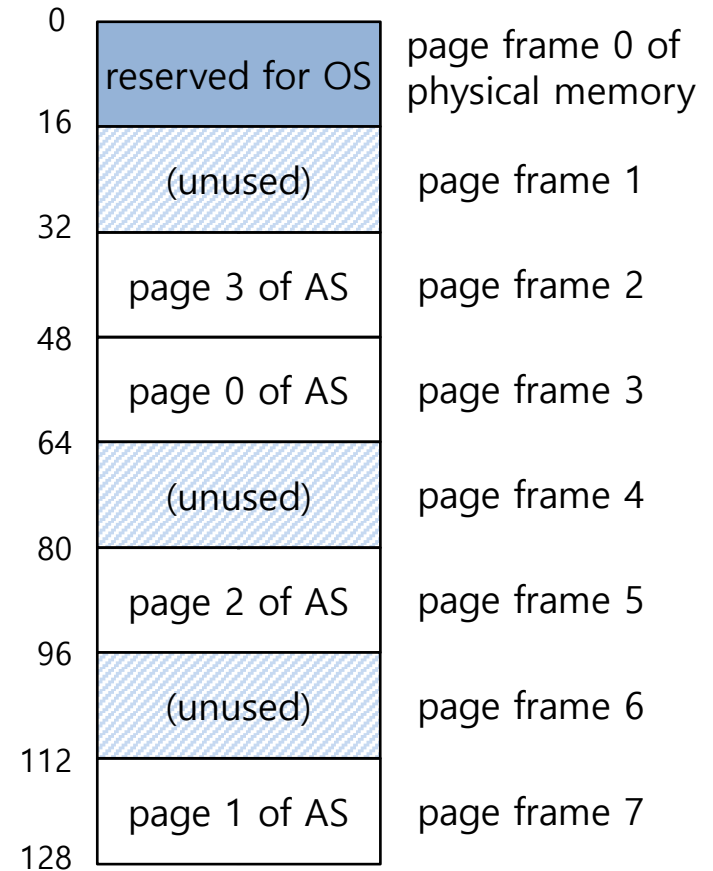 0
reserved for OS
page frame 0 of
physical memory
16
(unused)
page frame 1
32
page 3 of AS
page frame 2
48
page 0 of AS
page frame 3
64
(unused)
page frame 4
80
page 2 of AS
page frame 5
96
(unused)
page frame 6
112
page 1 of AS
page frame 7
128